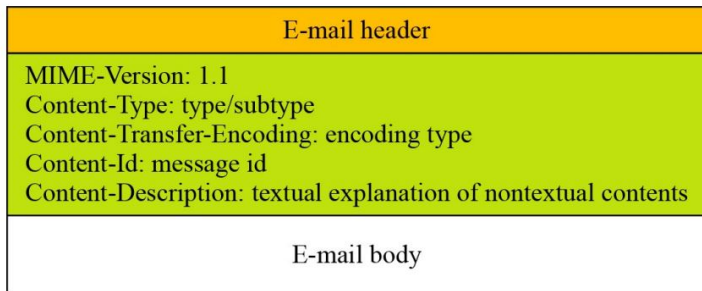 E-mail header
MIME-Version: 1.1
Content-Type: type/subtype
Content-Transfer-Encoding: encoding type
Content-Id: message id
Content-Description: textual explanation of nontextual contents
E-mail body